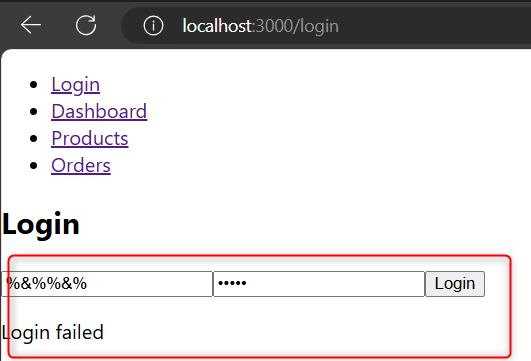 localhost:3000/login
Login
Dashboard
Products
Orders
Login
%&%%&% ••••• Login
Login failed